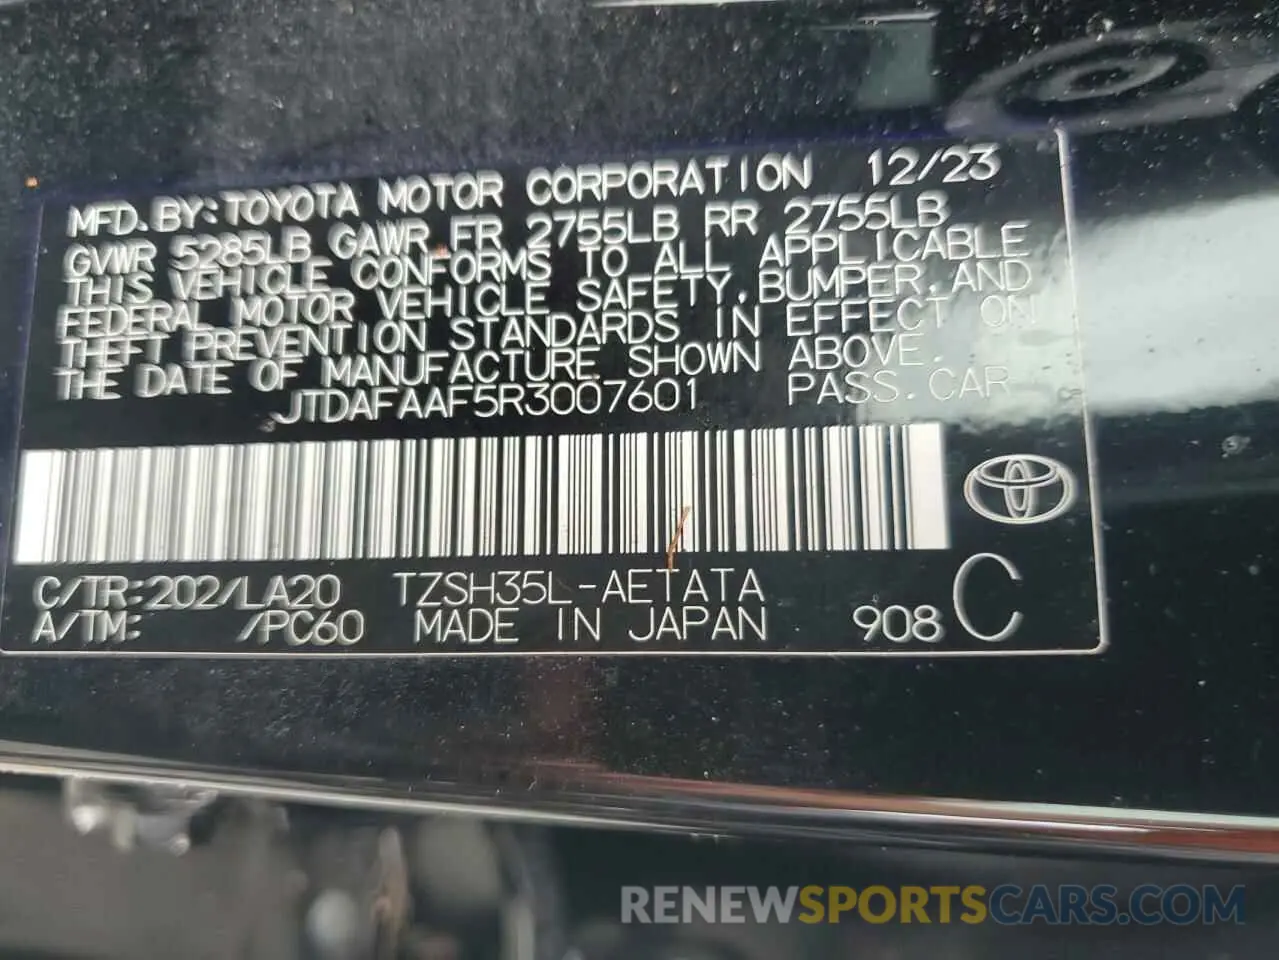 MFD.BY:TOYOTA MOTOR CORPORATION 12/23
GVWR 5285LB GAWR FR 2755LB RR 2755LB
THIS VEHICLE CONFORMS TO ALL APPLICABLE
FEDERAL MOTOR VEHICLE SAFETY,BUMPER,AND
THEFT PREVENTION STANDARDS IN EFFECT ON
THE DATE OF MANUFACTURE SHOWN ABOVE.
JTDAFAAF5R3007601 PASS.CAR
C/TR:202/LA20 TZSH35L-AETATA
A/TM: /PC60 MADE IN JAPAN 908 C
RENEWSPORTSCARS.COM